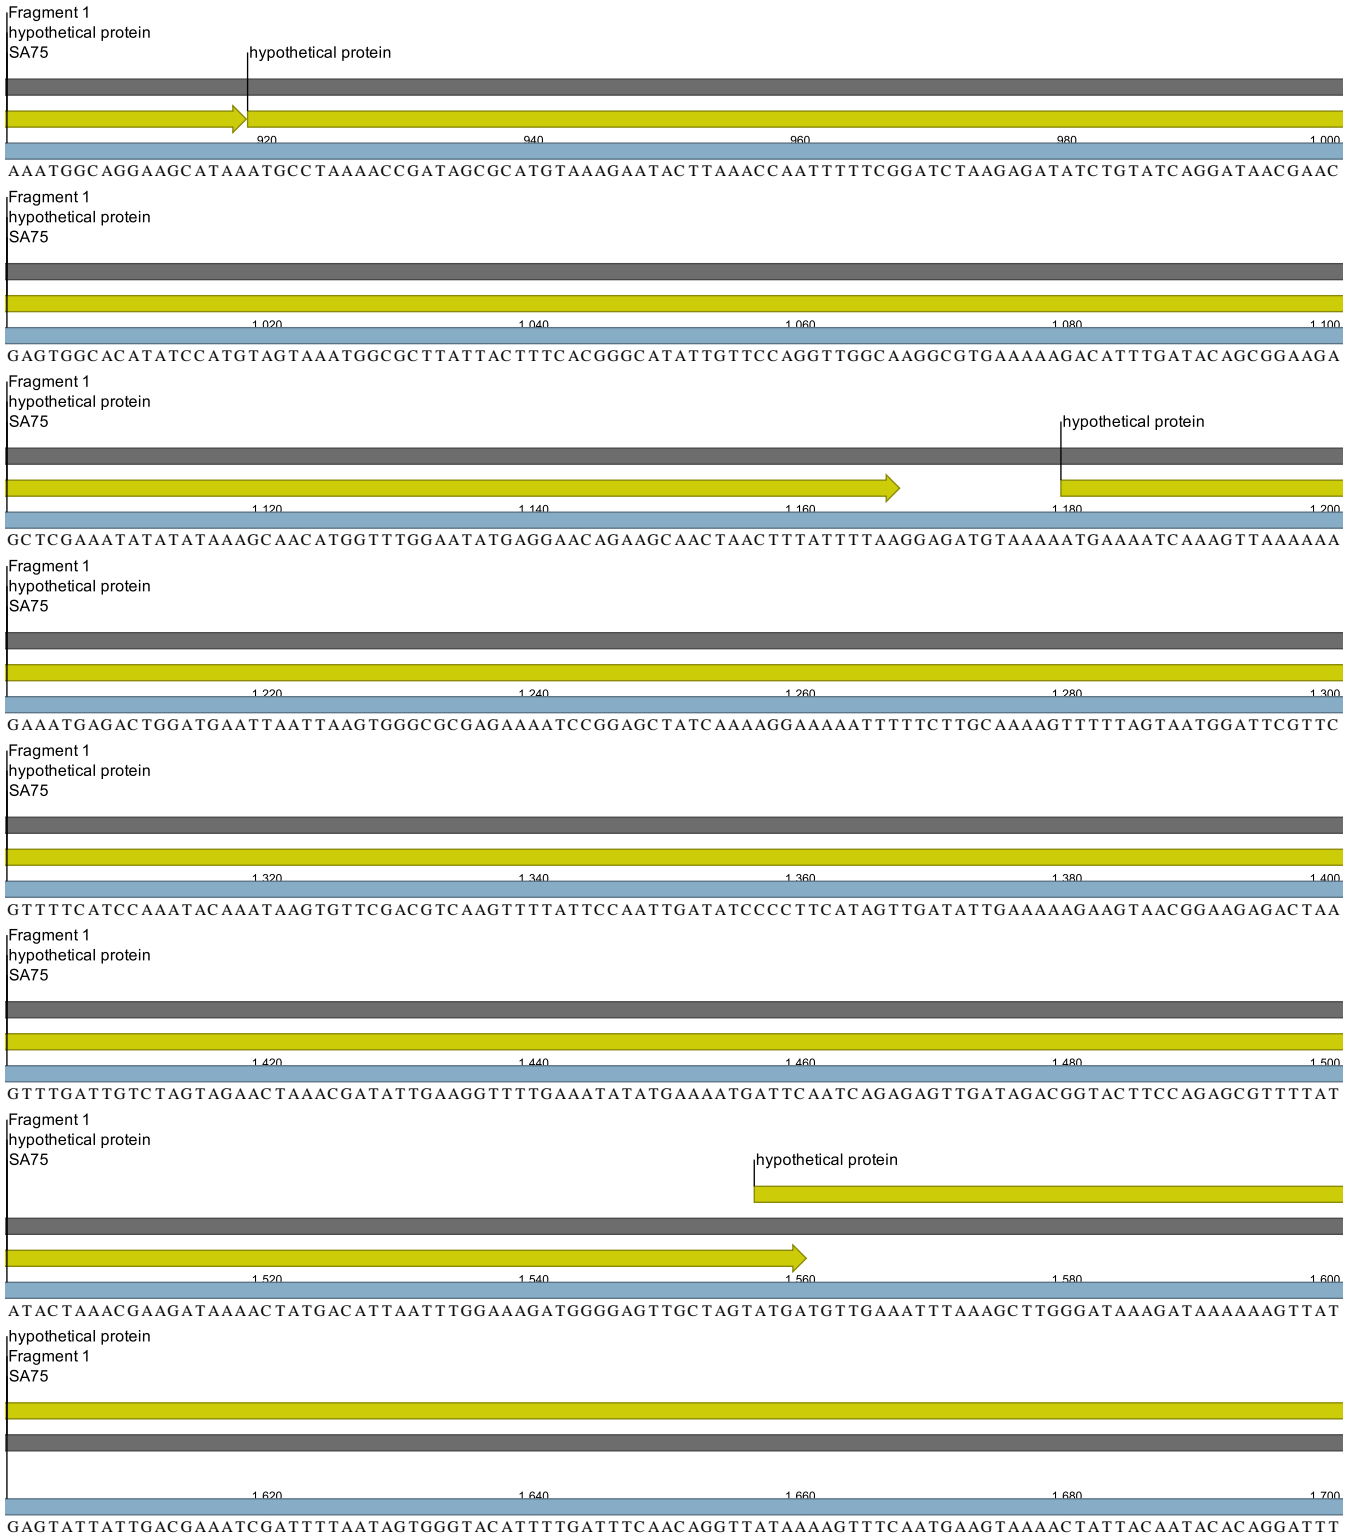 Fragment 1
hypothetical protein
SA75
hypothetical protein
920 940 960 980 1.000
AAATGGCAGGAAGCATAAATGCCTAAAACCGATAGCGCATGTAAAGAATACTTAAACCAATTTTTCGGATCTAAGAGATATCTGTATCAGGATAACGAAC
Fragment 1
hypothetical protein
SA75
1.020 1.040 1.060 1.080 1.100
GAGTGGCACATATCCATGTAGTAAATGGCGCTTATTACTTTCACGGGCATATTGTTCCAGGTTGGCAAGGCGTGAAAAAGACATTTGATACAGCGGAAGA
Fragment 1
hypothetical protein
SA75
hypothetical protein
1.120 1.140 1.160 1.180 1.200
GCTCGAAATATATATAAAGCAACATGGTTTGGAATATGAGGAACAGAAGCAACTAACTTTATTTTAAGGAGATGTAAAAATGAAAATCAAAGTTAAAAAA
Fragment 1
hypothetical protein
SA75
1.220 1.240 1.260 1.280 1.300
GAAATGAGACTGGATGAATTAATTAAGTGGGCGCGAGAAAATCCGGAGCTATCAAAAGGAAAAATTTTTCTTGCAAAAGTTTTTAGTAATGGATTCGTTC
Fragment 1
hypothetical protein
SA75
1.320 1.340 1.360 1.380 1.400
GTTTTCATCCAAATACAAATAAGTGTTCGACGTCAAGTTTTATTCCAATTGATATCCCCTTCATAGTTGATATTGAAAAAGAAGTAACGGAAGAGACTAA
Fragment 1
hypothetical protein
SA75
1.420 1.440 1.460 1.480 1.500
GTTTGATTGTCTAGTAGAACTAAACGATATTGAAGGTTTTGAAATATATGAAAATGATTCAATCAGAGAGTTGATAGACGGTACTTCCAGAGCGTTTTAT
Fragment 1
hypothetical protein
SA75
hypothetical protein
1.520 1.540 1.560 1.580 1.600
ATACTAAACGAAGATAAAACTATGACATTAATTTGGAAAGATGGGGAGTTGCTAGTATGATGTTGAAATTTAAAGCTTGGGATAAAGATAAAAAAGTTAT
hypothetical protein
Fragment 1
SA75
1.620 1.640 1.660 1.680 1.700
GAGTATTATTGACGAAATCGATTTTAATAGTGGGTACATTTTGATTTCAACAGGTTATAAAAGTTTCAATGAAGTAAAACTATTACAATACACAGGATTT